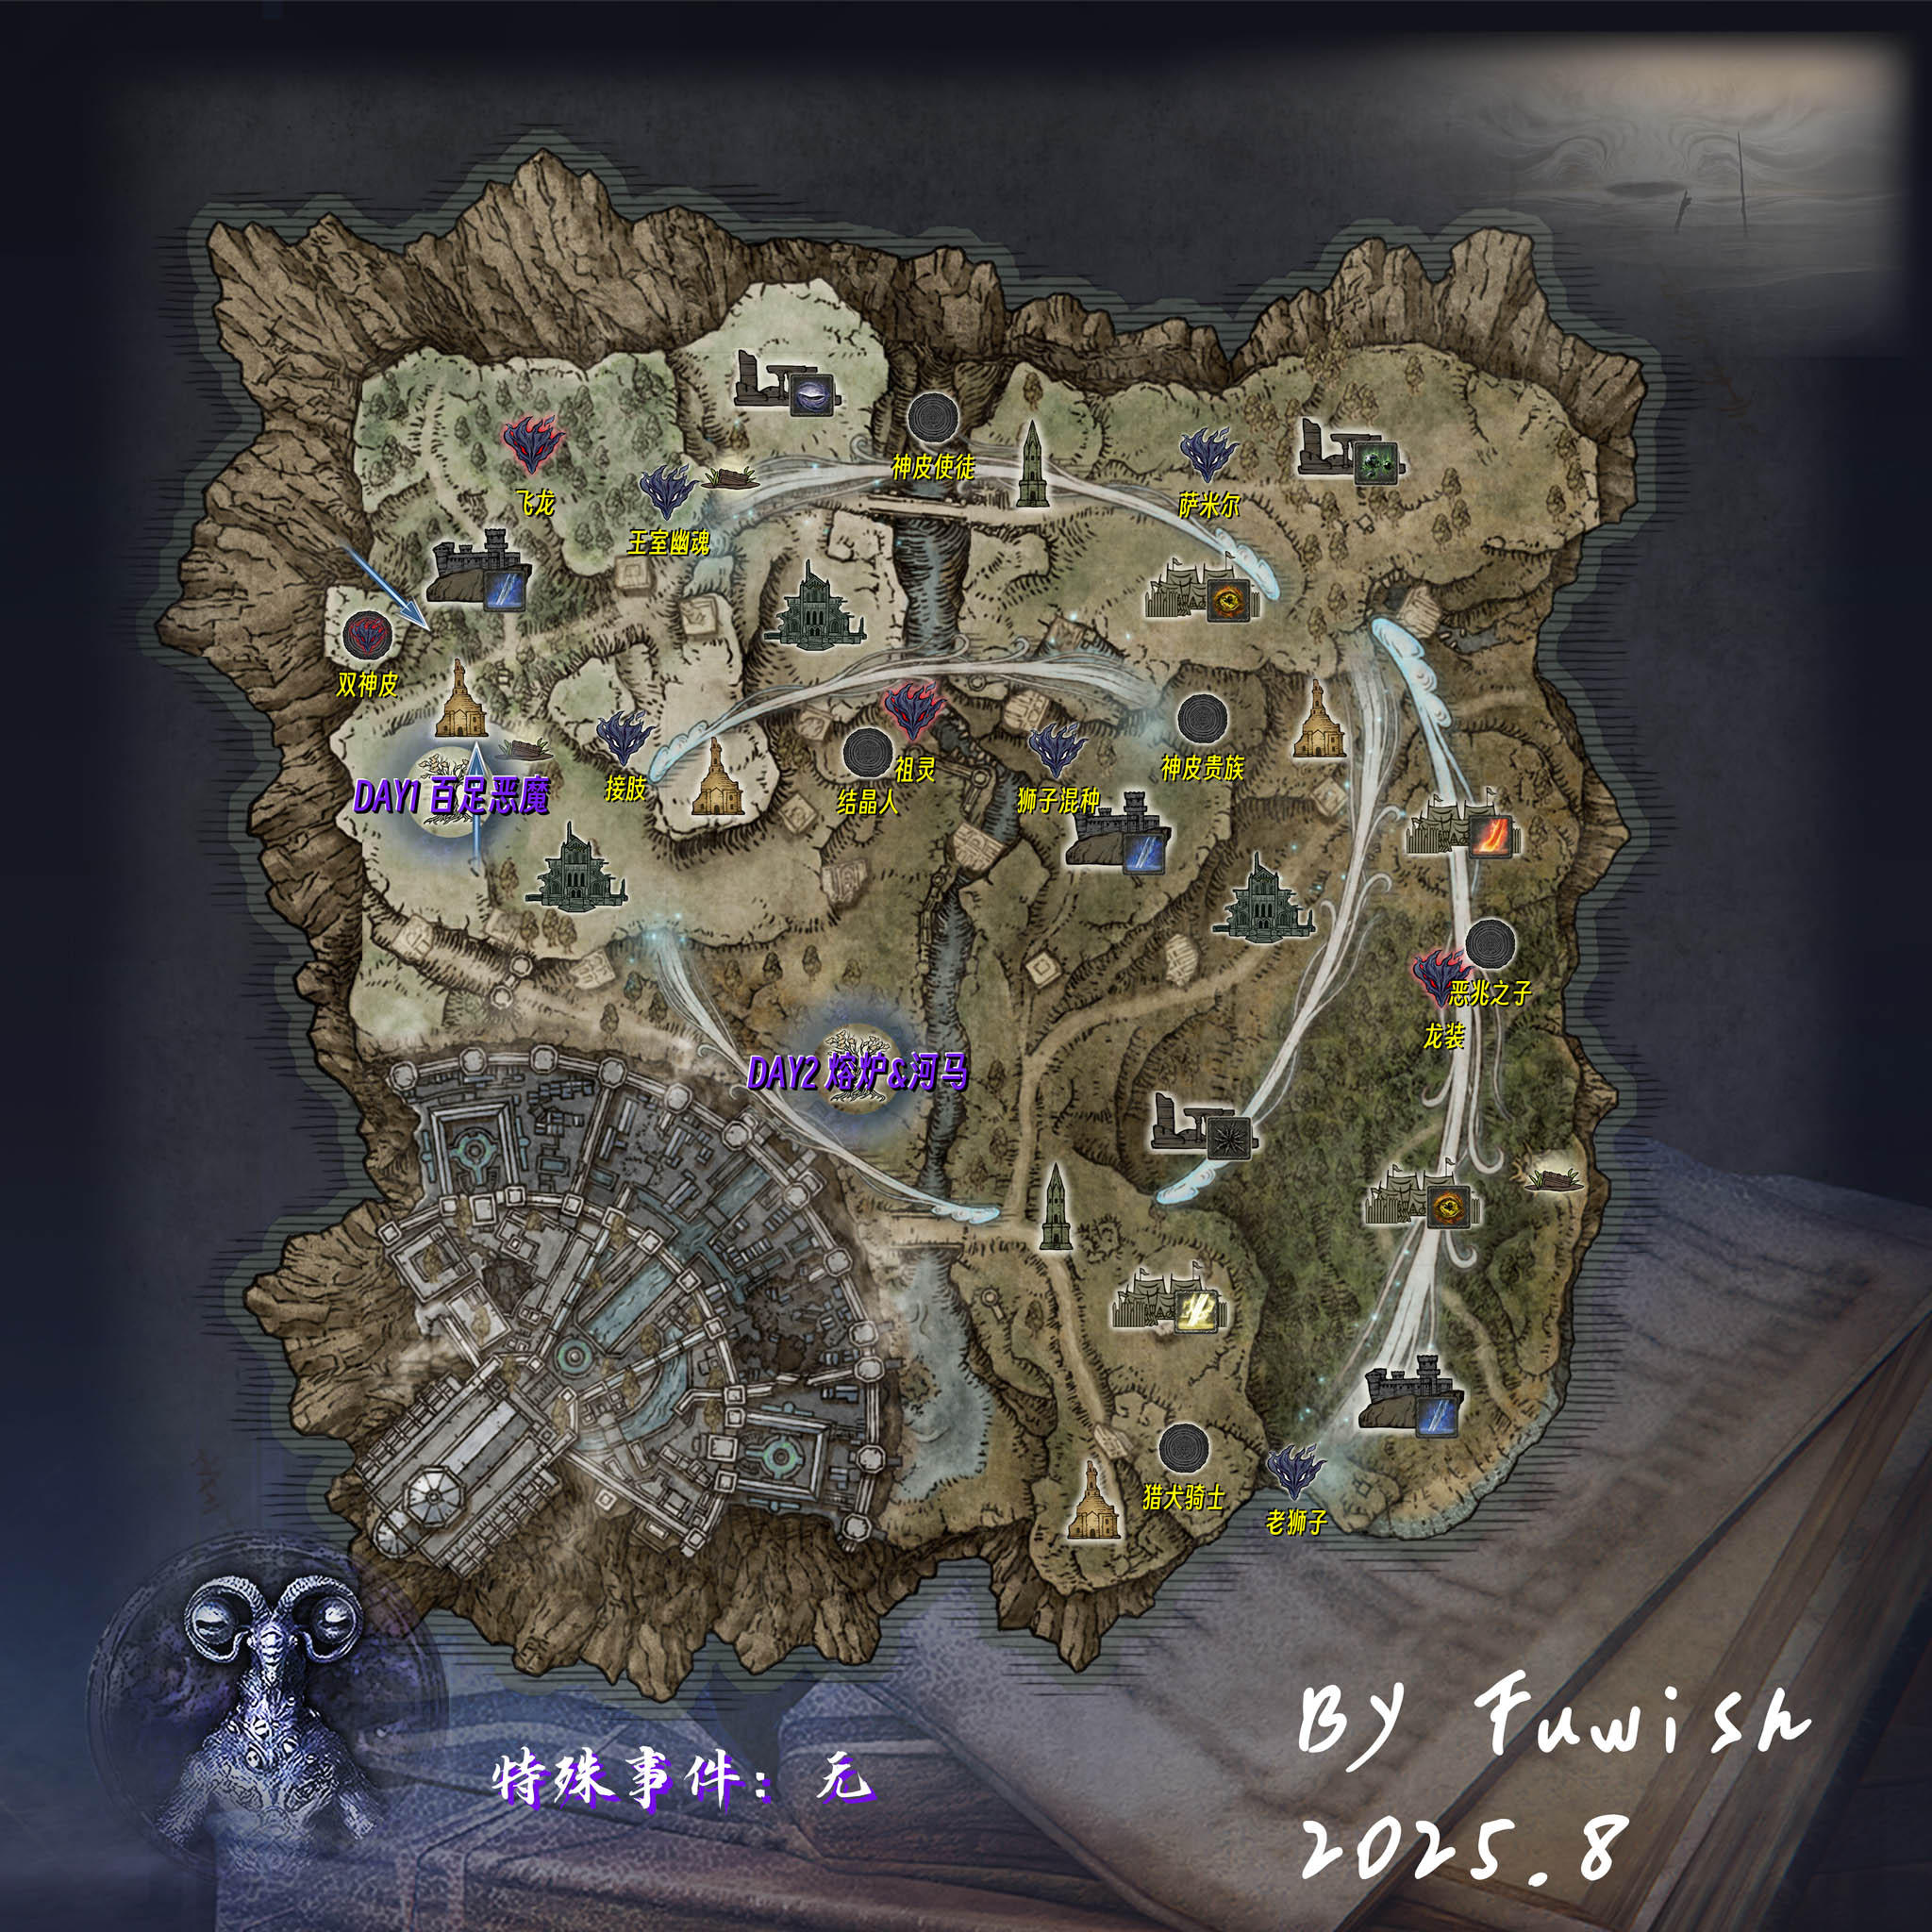 神皮使徒
飞龙
萨米尔
王室幽魂
双神皮
祖灵
神皮贵族
接肢
结晶人
狮子混种
DAY1 百足恶魔
恶兆之子
龙装
DAY2 熔炉&河马
猎犬骑士
老狮子
特殊事件：无
BY Fuwish
2025.8